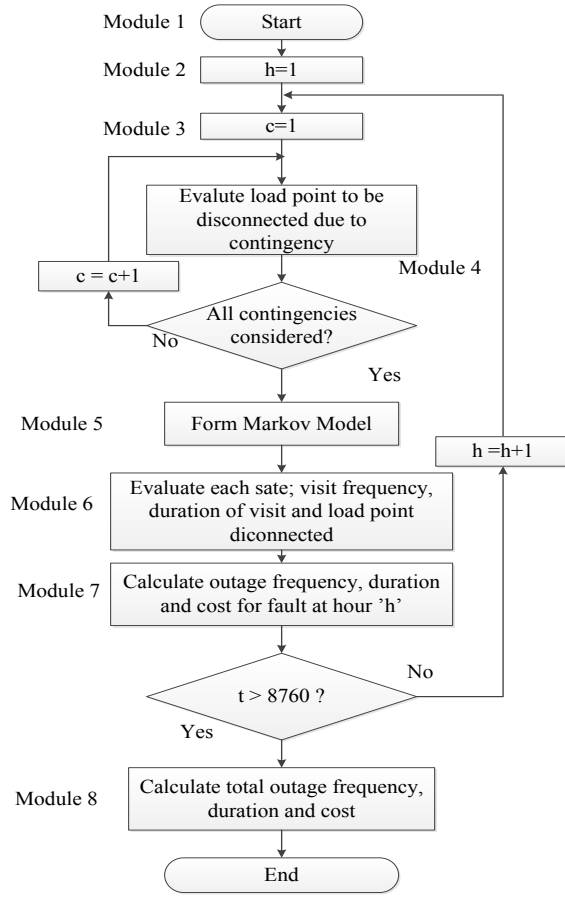 Module 1
Start
Module 2
h=1
Module 3
c=1
Evalute load point to be
disconnected due to
contingency
Module 4
c = c+1
All contingencies
considered?
No
Yes
Module 5
Form Markov Model
h =h+1
Module 6
Evaluate each sate; visit frequency,
duration of visit and load point
diconnected
Module 7
Calculate outage frequency, duration
and cost for fault at hour 'h'
No
t > 8760 ?
Yes
Module 8
Calculate total outage frequency,
duration and cost
End